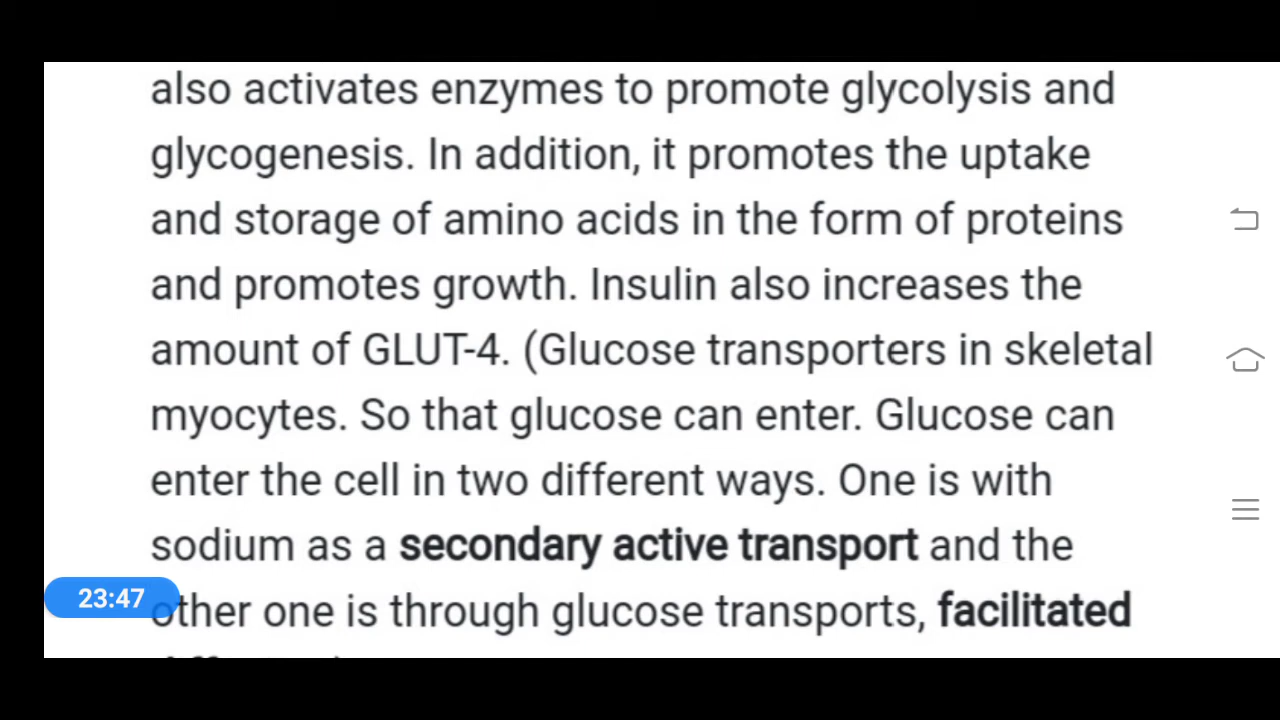 also activates enzymes to promote glycolysis and
glycogenesis. In addition, it promotes the uptake
and storage of amino acids in the form of proteins
and promotes growth. Insulin also increases the
amount of GLUT-4. (Glucose transporters in skeletal
myocytes. So that glucose can enter. Glucose can
enter the cell in two different ways. One is with
sodium as a secondary active transport and the
23:47
other one is through glucose transports, facilitated